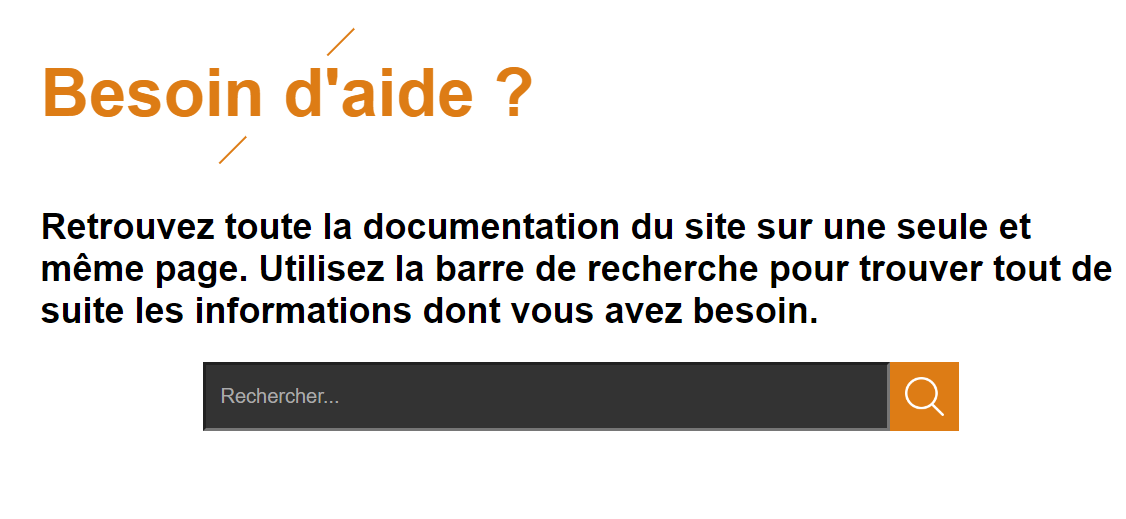 Besoin d'aide ?
Retrouvez toute la documentation du site sur une seule et
même page. Utilisez la barre de recherche pour trouver tout de
suite les informations dont vous avez besoin.
Rechercher...